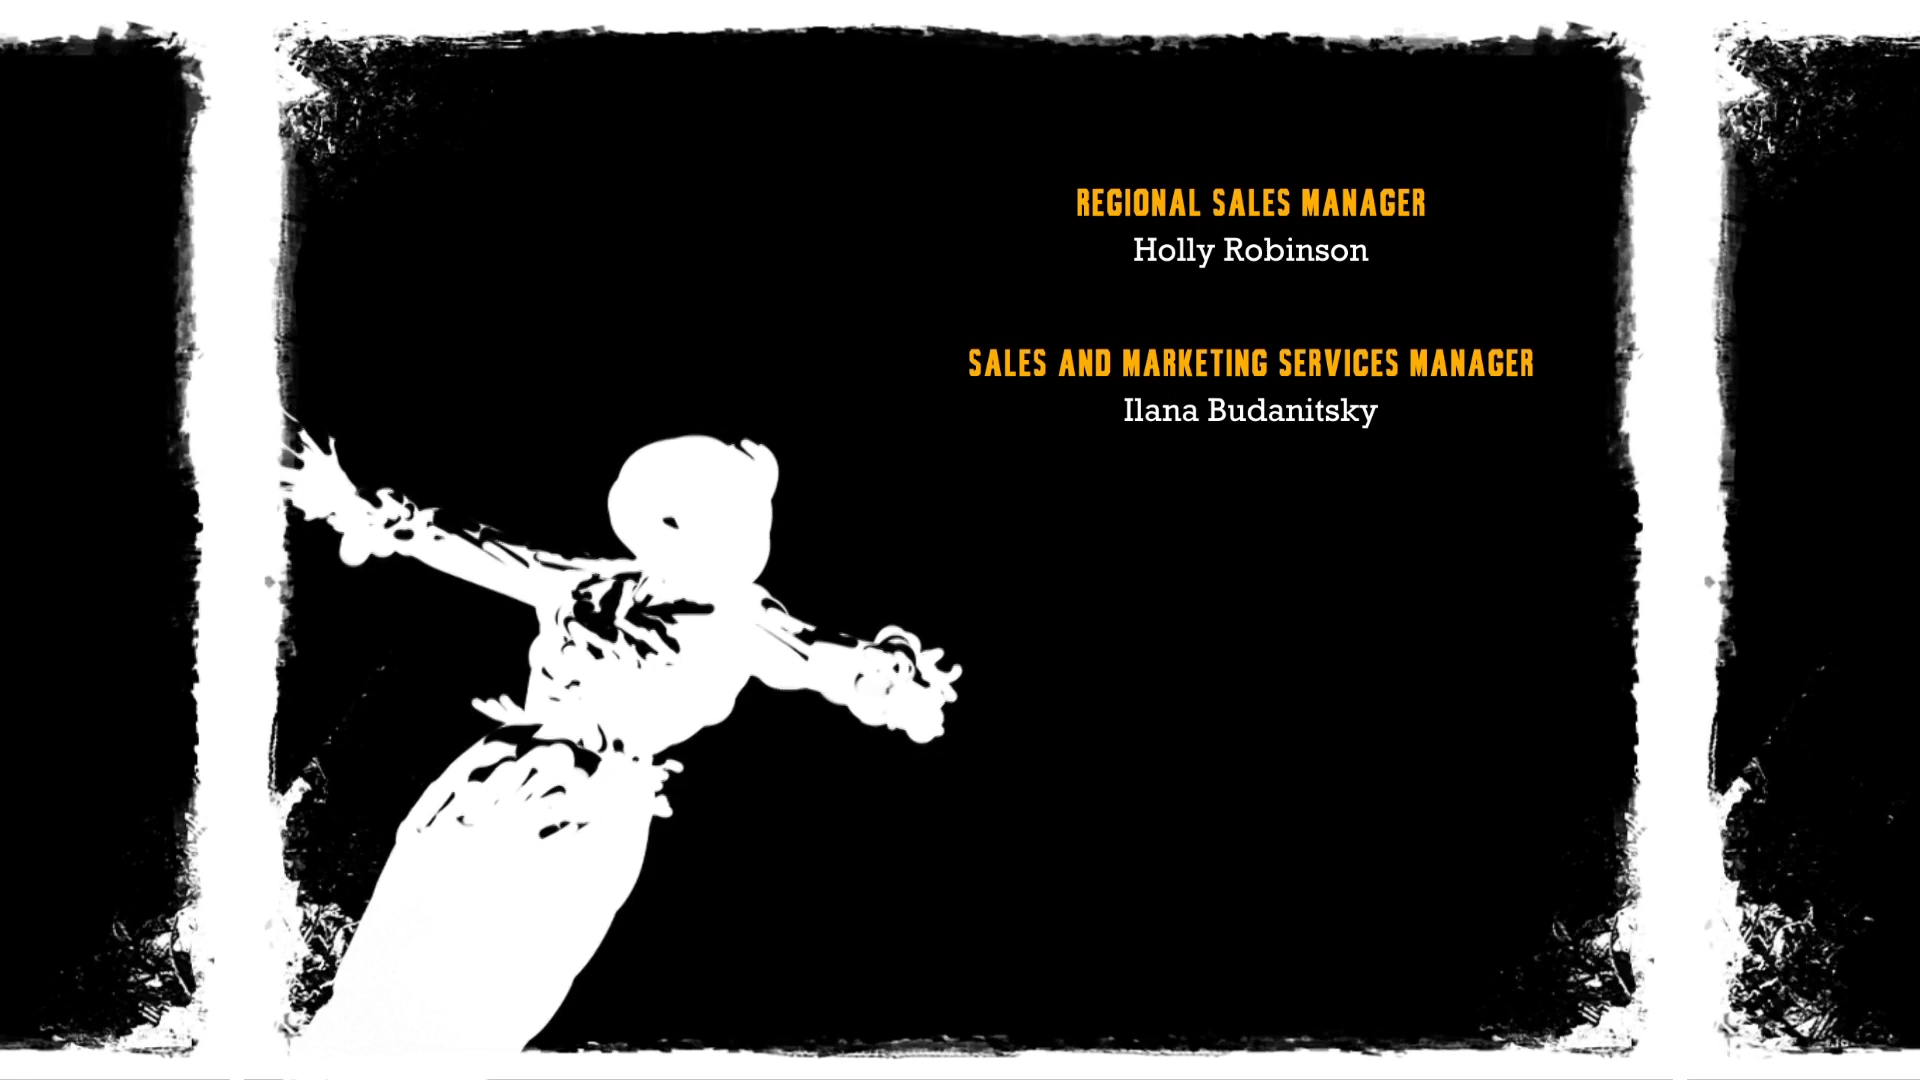 REGIONAL SALES MANAGER
Holly Robinson
SALES AND MARKETING SERVICES MANAGER
Ilana Budanitsky